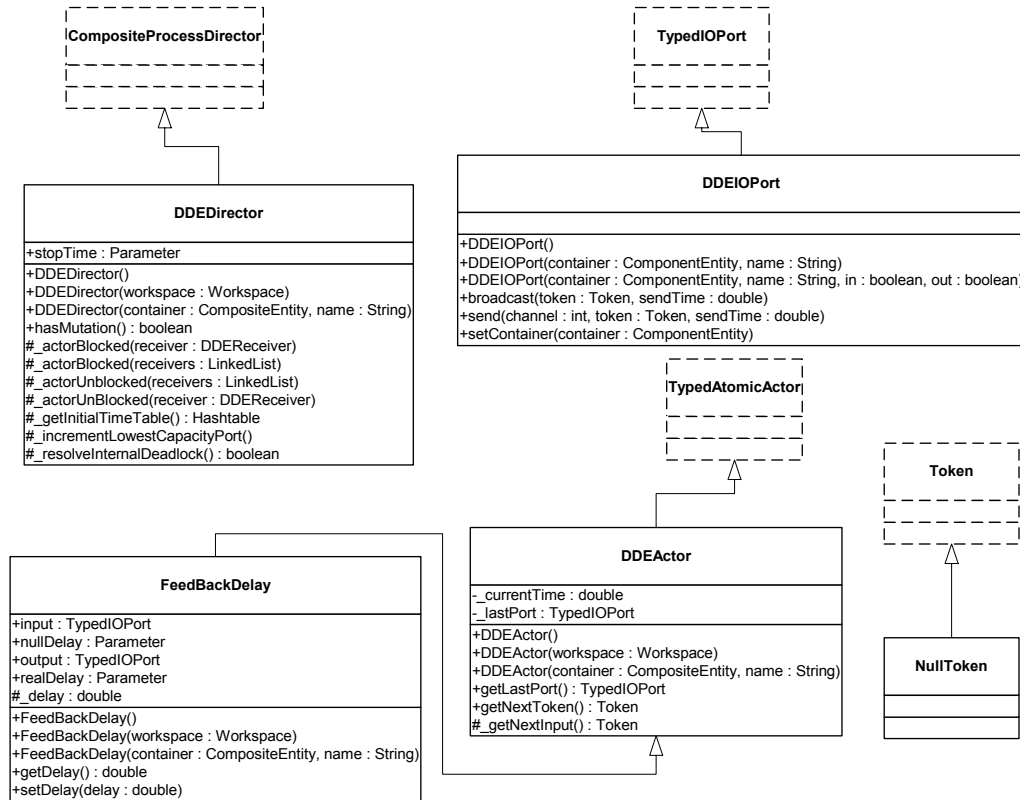 CompositeProcessDirector
TypedIOPort
DDEDirector
+stopTime : Parameter
+DDEDirector()
+DDEDirector(workspace : Workspace)
+DDEDirector(container : CompositeEntity, name : String)
+hasMutation() : boolean
#_actorBlocked(receiver : DDEReceiver)
#_actorBlocked(receivers : LinkedList)
#_actorUnblocked(receivers : LinkedList)
#_actorUnBlocked(receiver : DDEReceiver)
#_getInitialTimeTable() : Hashtable
#_incrementLowestCapacityPort()
#_resolveInternalDeadlock() : boolean
DDEIOPort
+DDEIOPort()
+DDEIOPort(container : ComponentEntity, name : String)
+DDEIOPort(container : ComponentEntity, name : String, in : boolean, out : boolean)
+broadcast(token : Token, sendTime : double)
+send(channel : int, token : Token, sendTime : double)
+setContainer(container : ComponentEntity)
TypedAtomicActor
Token
FeedBackDelay
+input : TypedIOPort
+nullDelay : Parameter
+output : TypedIOPort
+realDelay : Parameter
#_delay : double
+FeedBackDelay()
+FeedBackDelay(workspace : Workspace)
+FeedBackDelay(container : CompositeEntity, name : String)
+getDelay() : double
+setDelay(delay : double)
DDEActor
-_currentTime : double
-_lastPort : TypedIOPort
+DDEActor()
+DDEActor(workspace : Workspace)
+DDEActor(container : CompositeEntity, name : String)
+getLastPort() : TypedIOPort
+getNextToken() : Token
#_getNextInput() : Token
NullToken